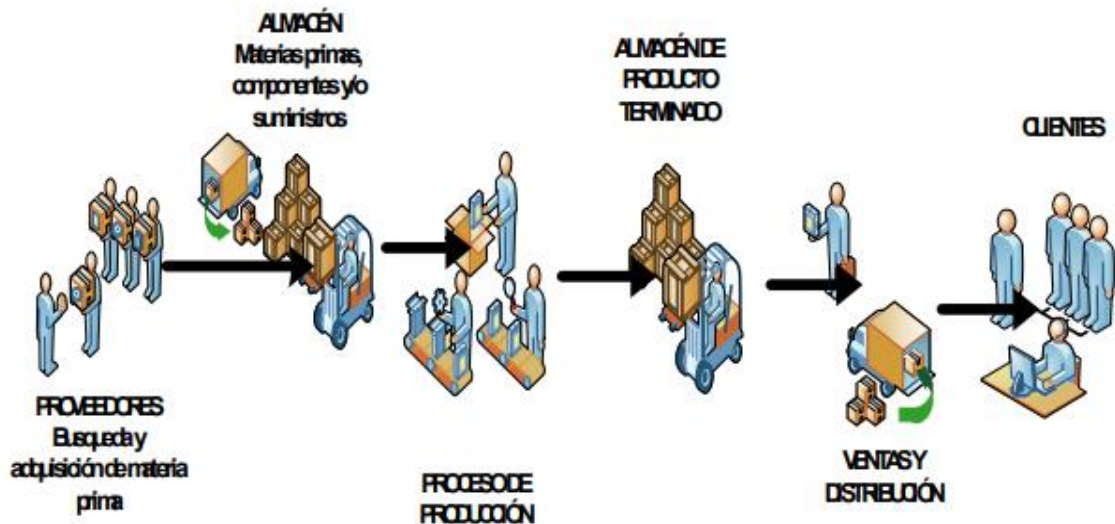 ALMACÉN
Materias primas,
componentes y/o
suministros
ALMACÉN DE
PRODUCTO
TERMINADO
CLIENTES
PROVEEDORES
Busqueda y
adquisición de materia
prima
PROCESO DE
PRODUCCIÓN
VENTAS Y
DISTRIBUCIÓN